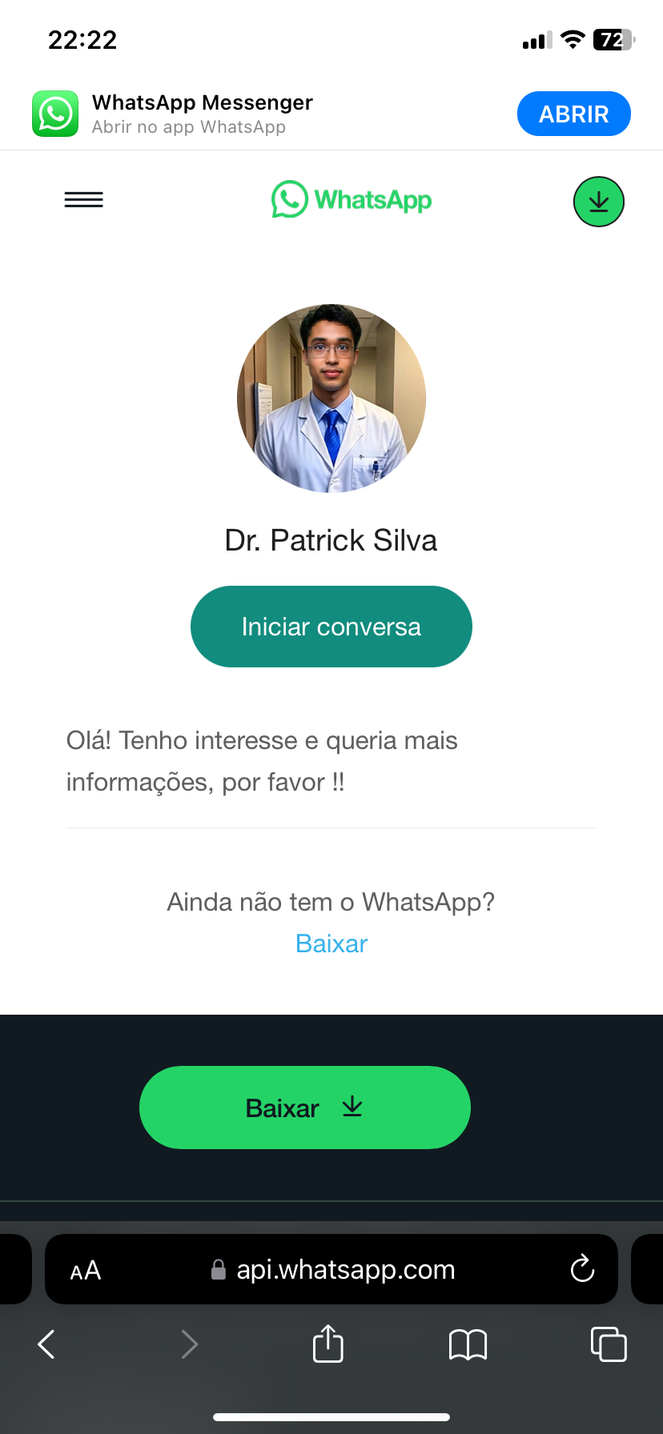 22:22
72
WhatsApp Messenger
Abrir no app WhatsApp
ABRIR
WhatsApp
Dr. Patrick Silva
Iniciar conversa
Olá! Tenho interesse e queria mais
informações, por favor !!
Ainda não tem o WhatsApp?
Baixar
Baixar
AA
api.whatsapp.com